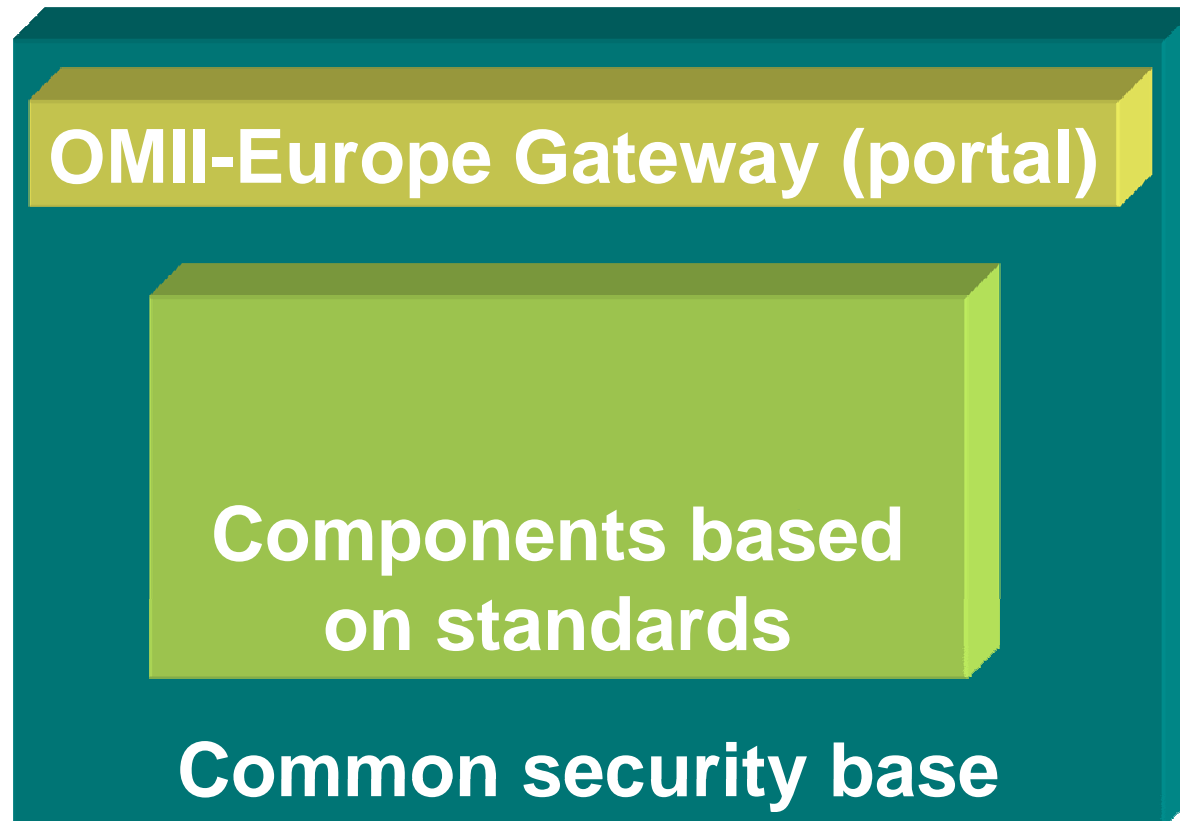 OMII-Europe Gateway (portal)
Components based
on standards
Common security base